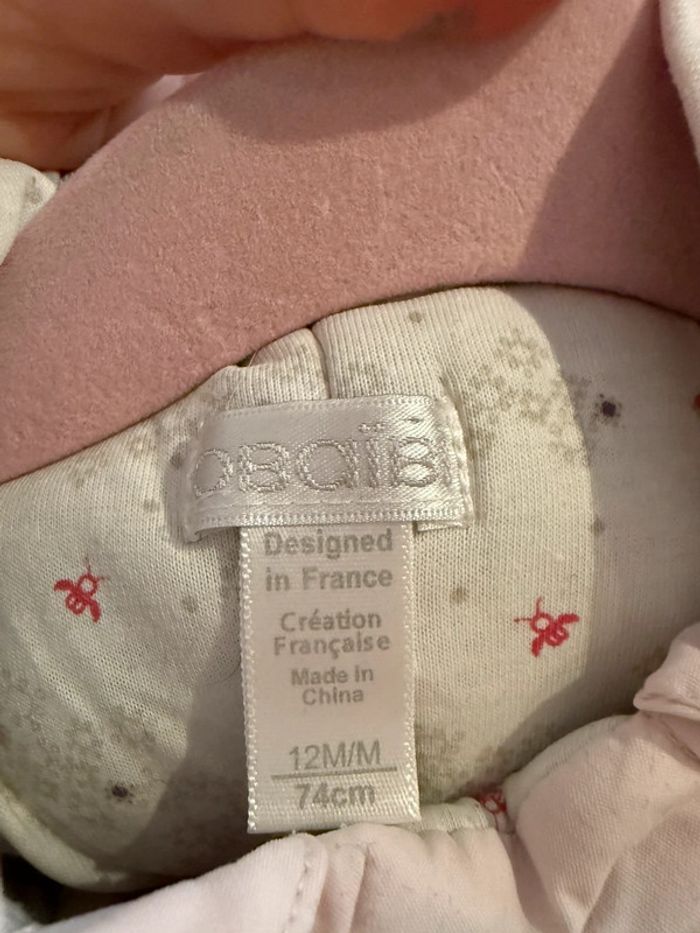 OBAÏBI
Designed
in France
Création
Française
Made in
China
12M/M
74cm